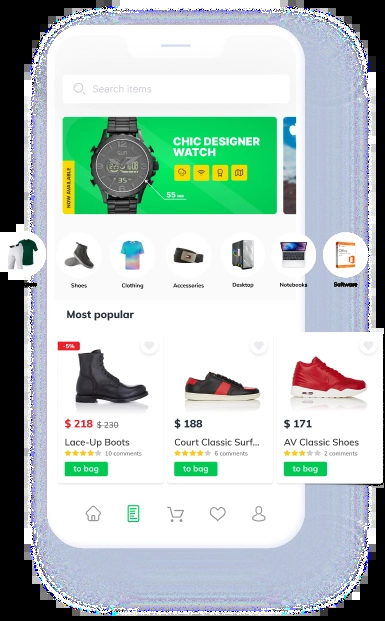 Search items
CHIC DESIGNER
WATCH
NOW AVAILABLE
55
Shoes
Clothing
Accessories
Desktop
Notebooks
Software
Most popular
-5%
$ 218 $ 230
Lace-Up Boots
10 comments
to bag
$ 188
Court Classic Surf...
6 comments
to bag
$ 171
AV Classic Shoes
2 comments
to bag